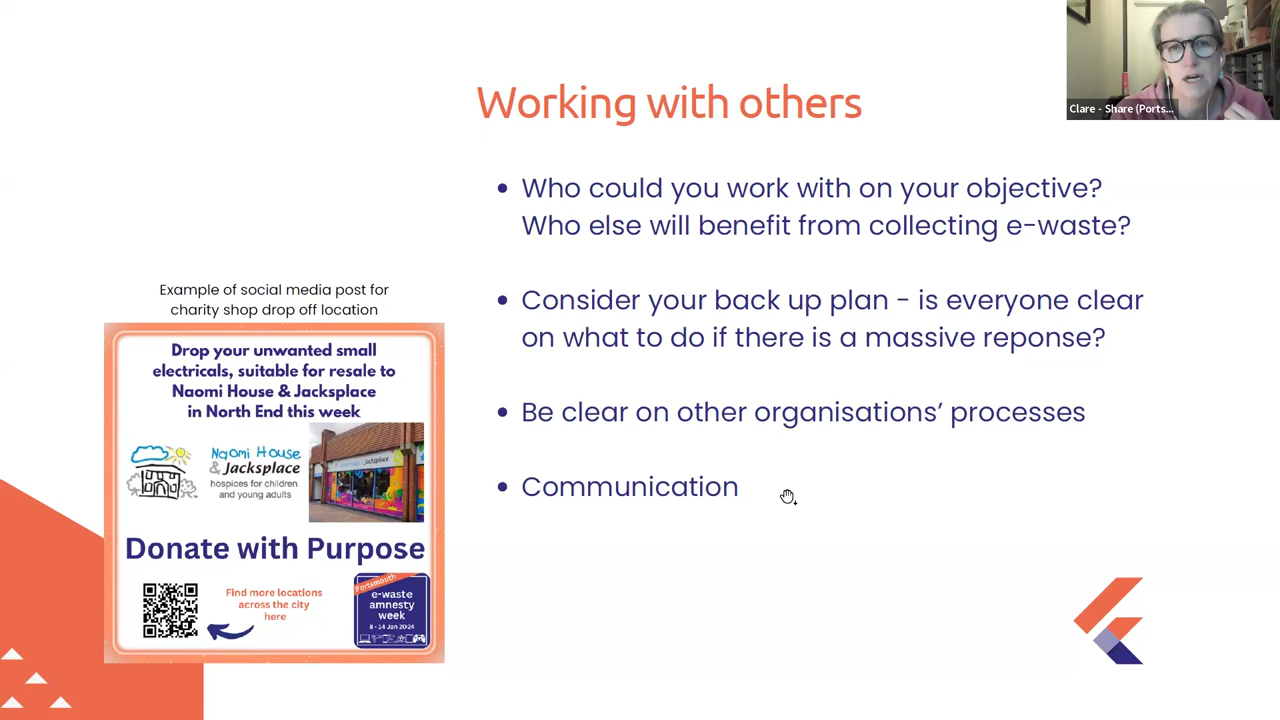 Clare - Share (Ports...
Working with others
• Who could you work with on your objective?
Who else will benefit from collecting e-waste?
• Consider your back up plan - is everyone clear
on what to do if there is a massive reponse?
• Be clear on other organisations’ processes
• Communication
Example of social media post for
charity shop drop off location
Drop your unwanted small
electricals, suitable for resale to
Naomi House & Jacksplace
in North End this week
Naomi House
& Jacksplace
hospices for children
and young adults
Donate with Purpose
Find more locations
across the city
here
Portsmouth
e-waste
amnesty
week
8 - 14 Jan 2024